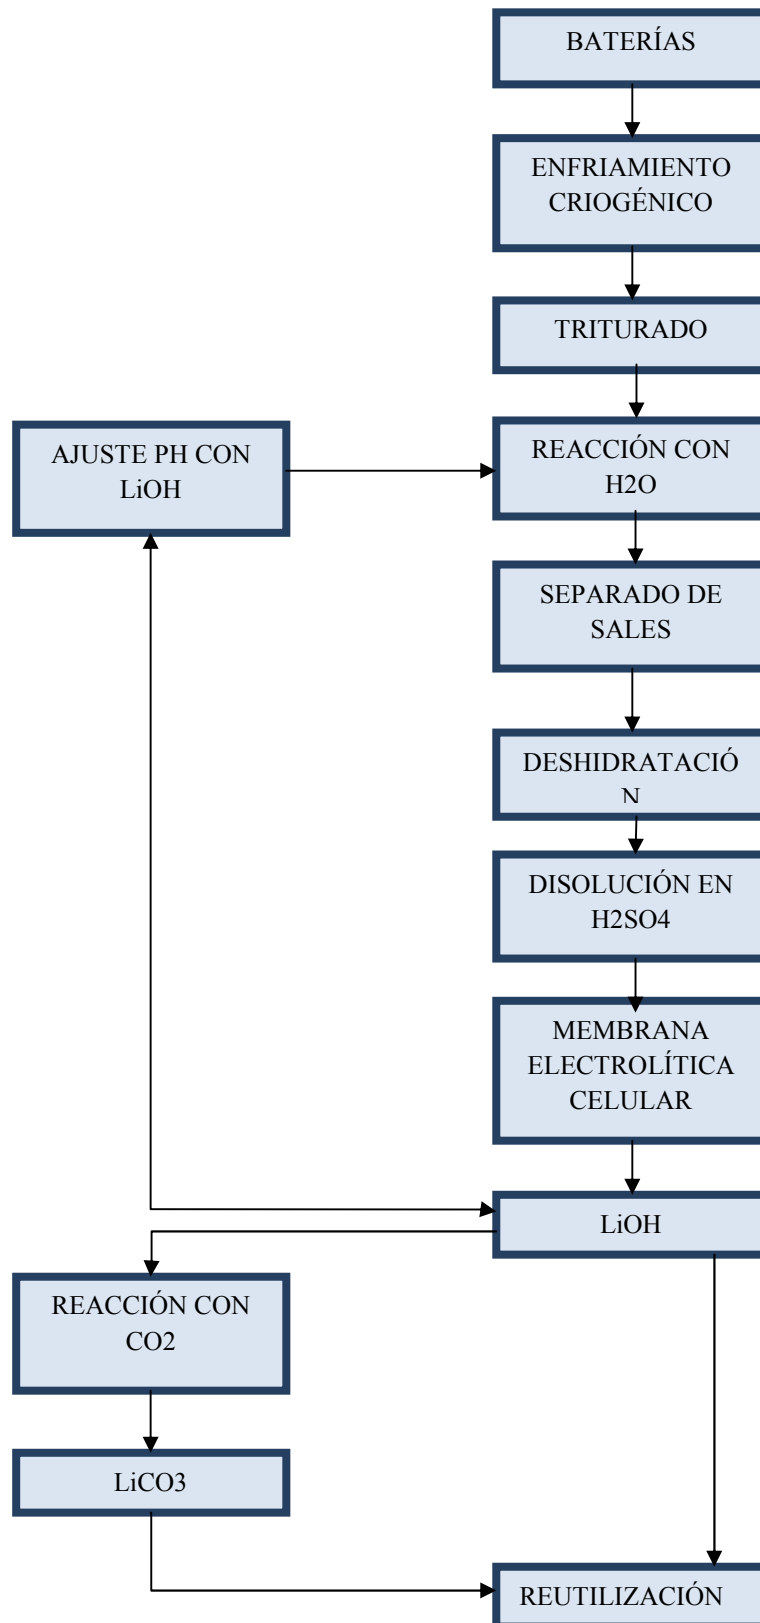 BATERÍAS
ENFRIAMIENTO
CRIOGÉNICO
TRITURADO
AJUSTE PH CON
LiOH
REACCIÓN CON
H2O
SEPARADO DE
SALES
DESHIDRATACIÓ
N
DISOLUCIÓN EN
H2SO4
MEMBRANA
ELECTROLÍTICA
CELULAR
LiOH
REACCIÓN CON
CO2
LiCO3
REUTILIZACIÓN